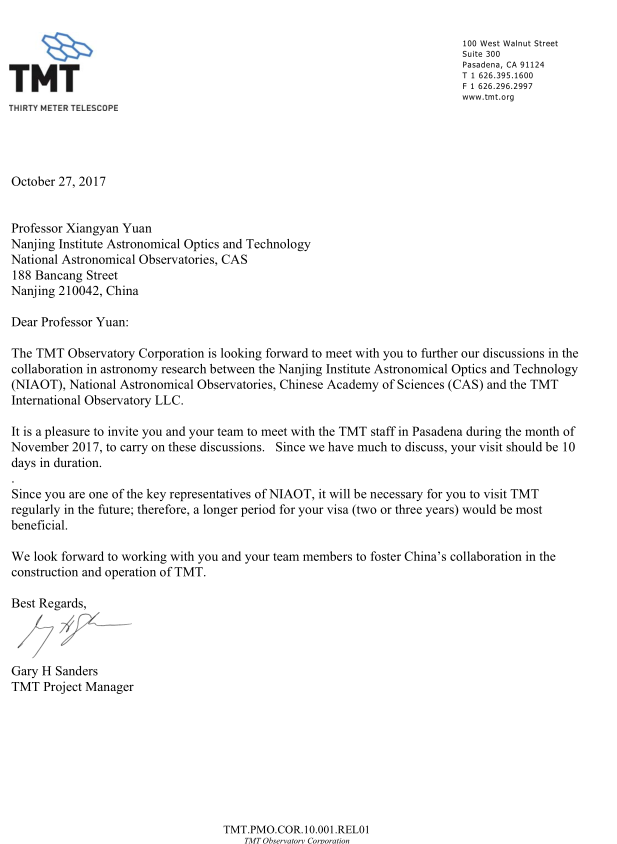 TMT
THIRTY METER TELESCOPE
100 West Walnut Street
Suite 300
Pasadena, CA 91124
T 1 626.395.1600
F 1 626.296.2997
www.tmt.org
October 27, 2017
Professor Xiangyan Yuan
Nanjing Institute Astronomical Optics and Technology
National Astronomical Observatories, CAS
188 Bancang Street
Nanjing 210042, China
Dear Professor Yuan:
The TMT Observatory Corporation is looking forward to meet with you to further our discussions in the
collaboration in astronomy research between the Nanjing Institute Astronomical Optics and Technology
(NIAOT), National Astronomical Observatories, Chinese Academy of Sciences (CAS) and the TMT
International Observatory LLC.
It is a pleasure to invite you and your team to meet with the TMT staff in Pasadena during the month of
November 2017, to carry on these discussions.   Since we have much to discuss, your visit should be 10
days in duration.
.
Since you are one of the key representatives of NIAOT, it will be necessary for you to visit TMT
regularly in the future; therefore, a longer period for your visa (two or three years) would be most
beneficial.
We look forward to working with you and your team members to foster China's collaboration in the
construction and operation of TMT.
Best Regards,
Gary H Sanders
TMT Project Manager
TMT.PMO.COR.10.001.REL01
TMT Observatory Corporation